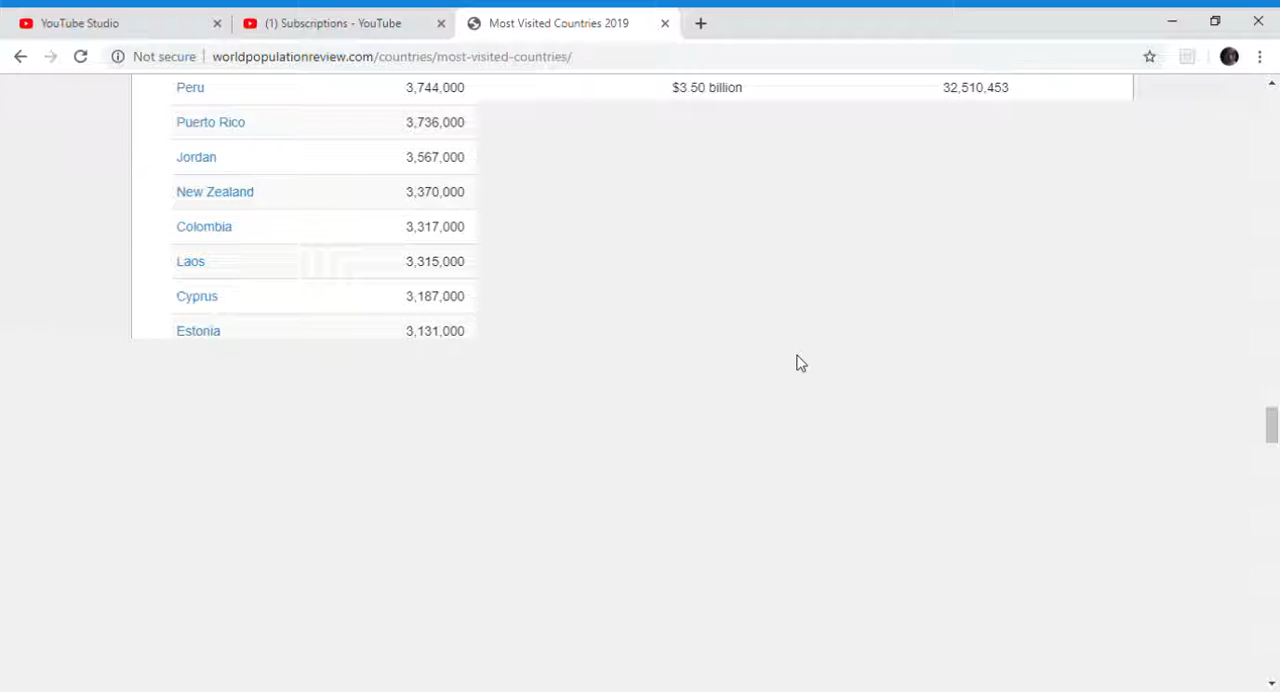 YouTube Studio (1) Subscriptions - YouTube Most Visited Countries 2019
Not secure worldpopulationreview.com/countries/most-visited-countries/
Peru 3,744,000 $3.50 billion 32,510,453
Puerto Rico 3,736,000
Jordan 3,567,000
New Zealand 3,370,000
Colombia 3,317,000
Laos 3,315,000
Cyprus 3,187,000
Estonia 3,131,000